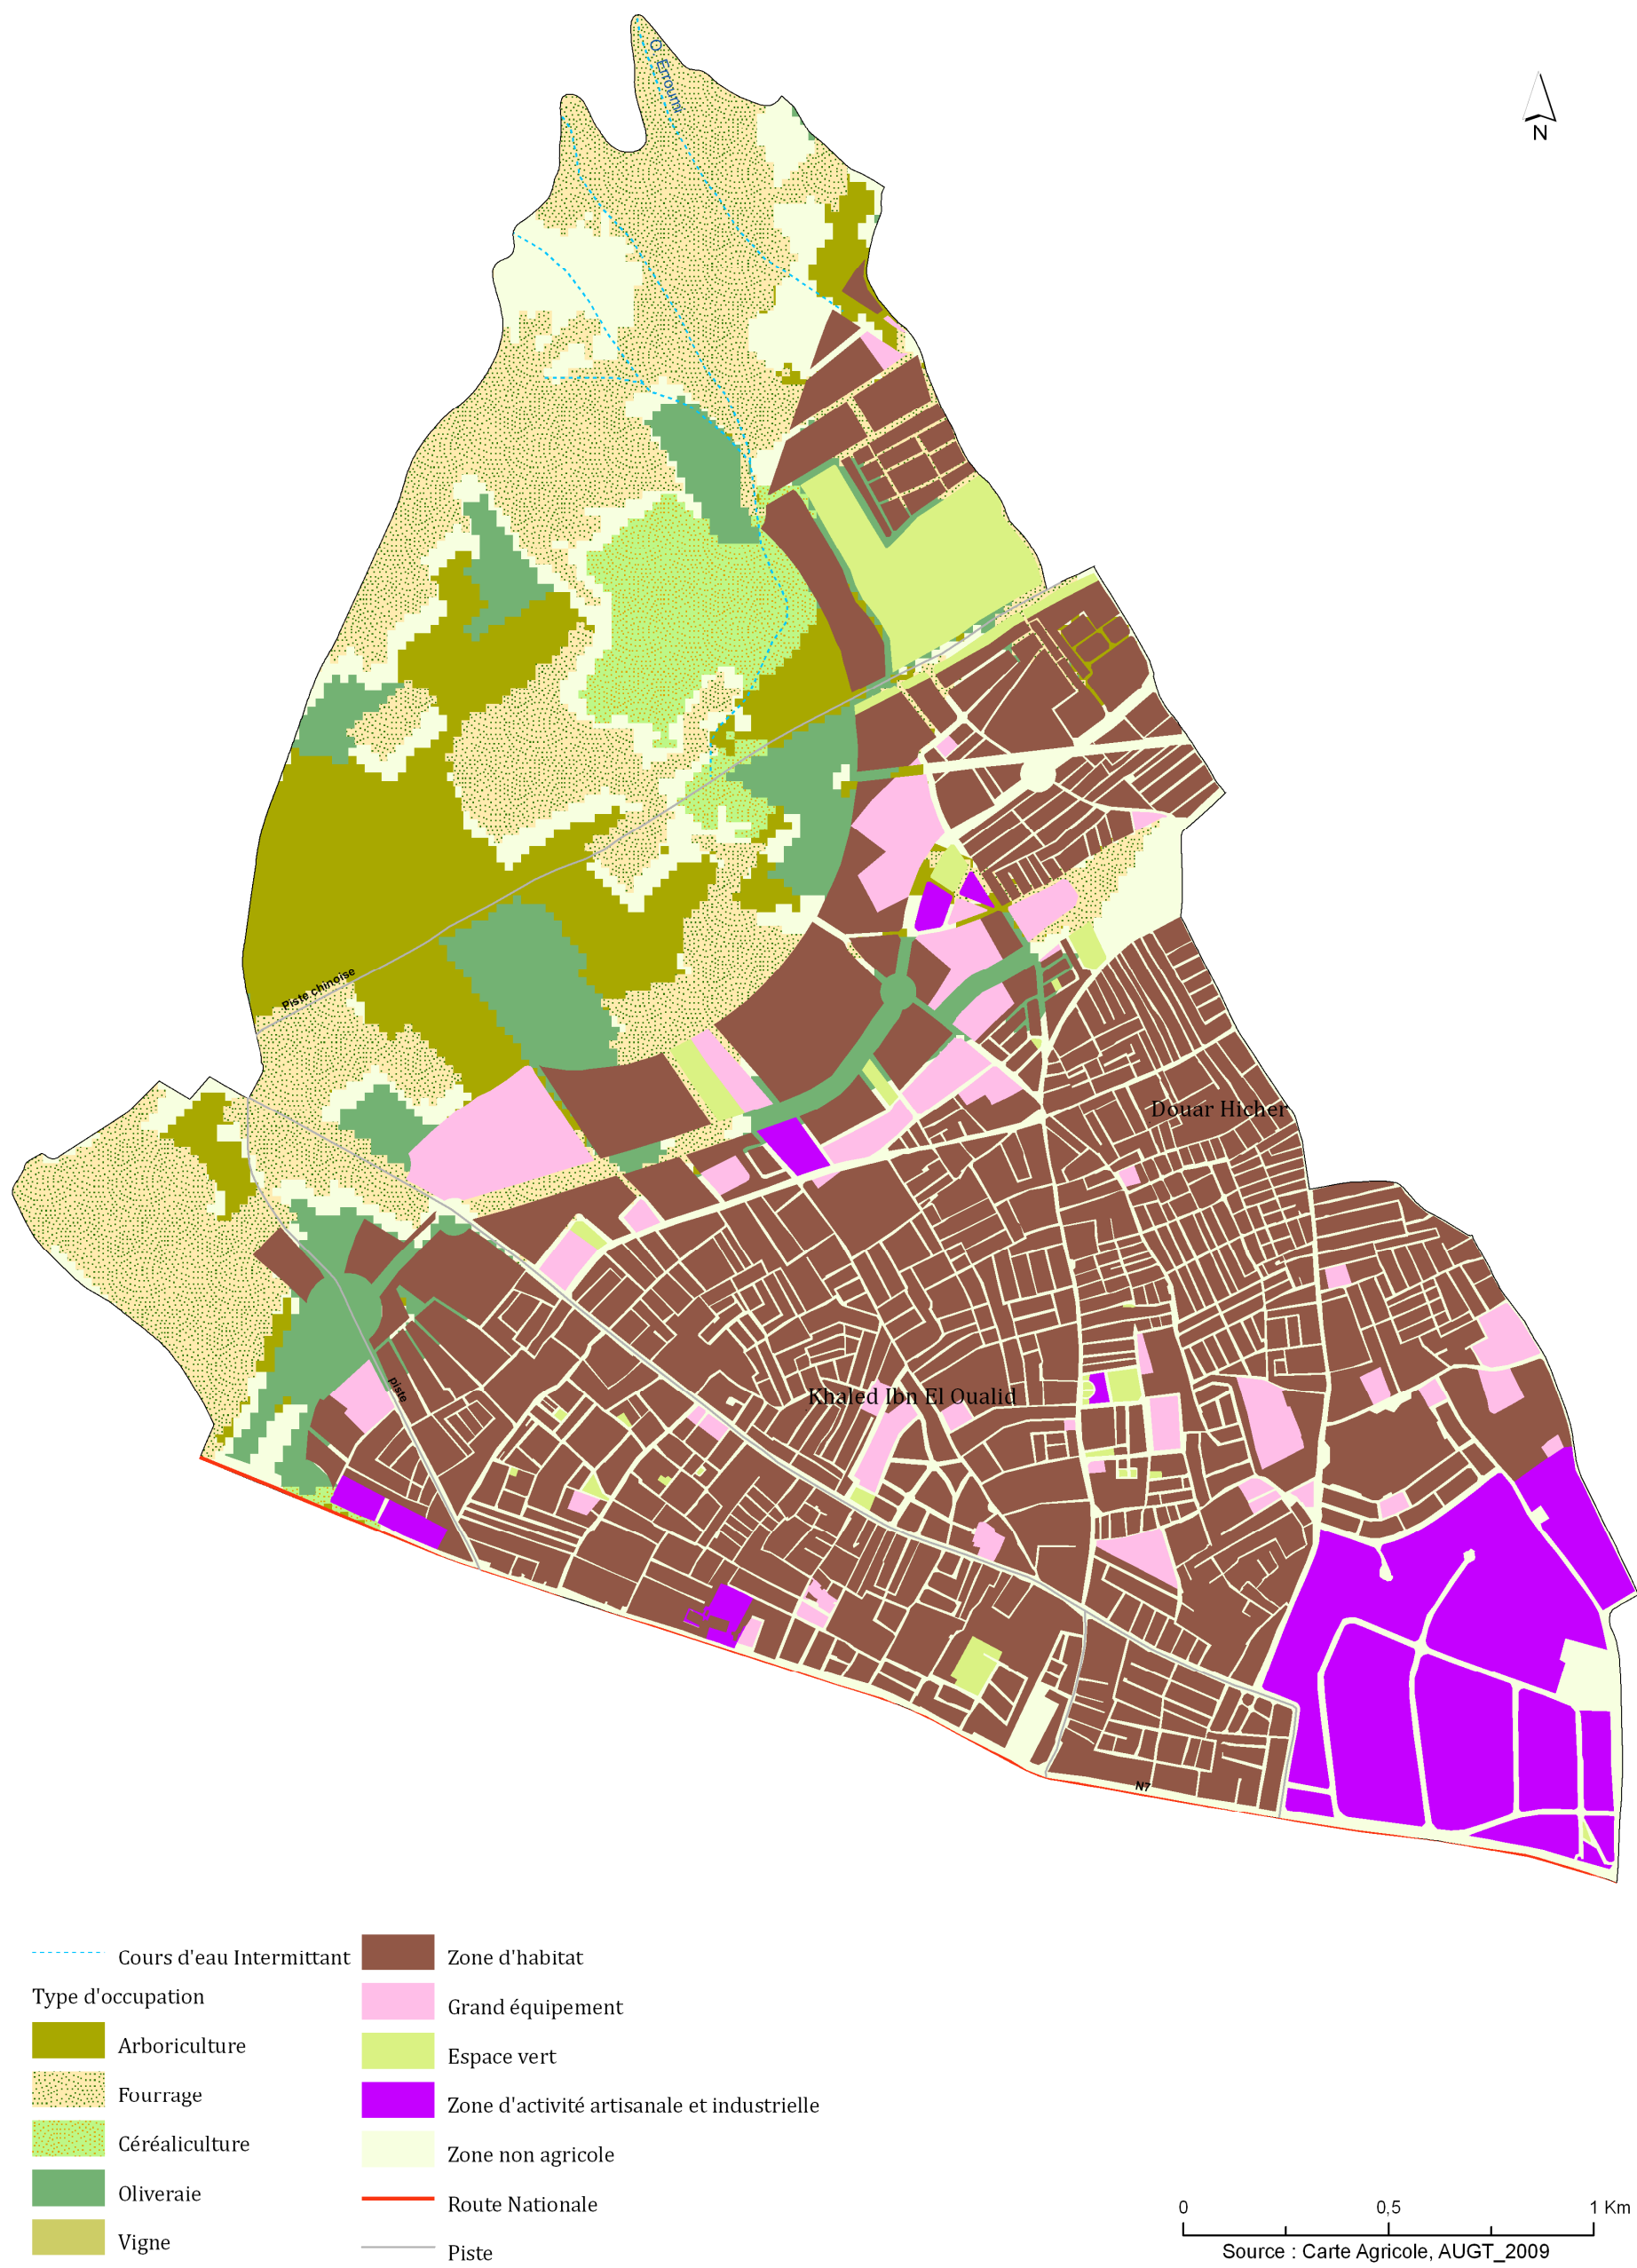 O. Erroumi
N
Piste chinoise
Douar Hicher
piste
Khaled Ibn El Oualid
N7
Cours d'eau Intermittant
Type d'occupation
Arboriculture
Fourrage
Céréaliculture
Oliveraie
Vigne
Zone d'habitat
Grand équipement
Espace vert
Zone d'activité artisanale et industrielle
Zone non agricole
Route Nationale
Piste
0 0,5 1 Km
Source : Carte Agricole, AUGT_2009